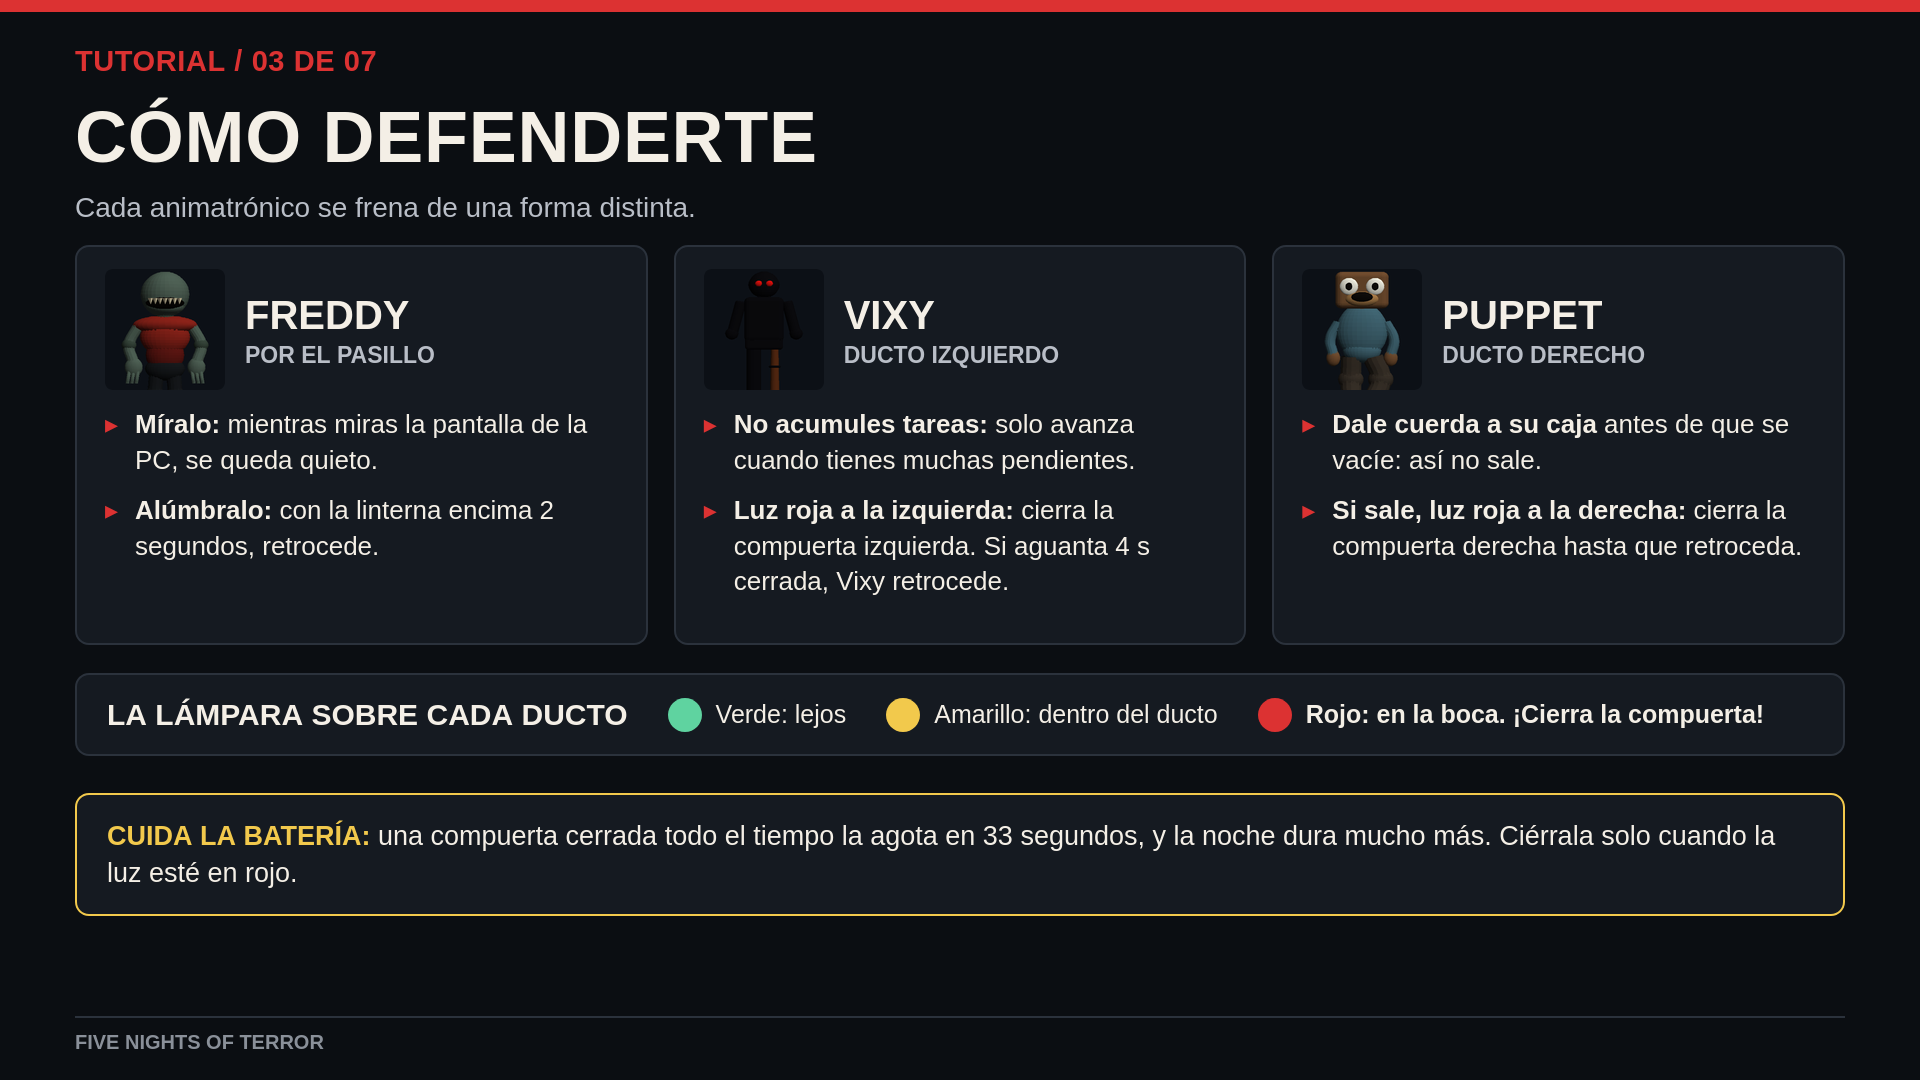 TUTORIAL / 03 DE 07
CÓMO DEFENDERTE
Cada animatrónico se frena de una forma distinta.
FREDDY
POR EL PASILLO
▸ Míralo: mientras miras la pantalla de la
PC, se queda quieto.
▸ Alúmbralo: con la linterna encima 2
segundos, retrocede.
VIXY
DUCTO IZQUIERDO
▸ No acumules tareas: solo avanza
cuando tienes muchas pendientes.
▸ Luz roja a la izquierda: cierra la
compuerta izquierda. Si aguanta 4 s
cerrada, Vixy retrocede.
PUPPET
DUCTO DERECHO
▸ Dale cuerda a su caja antes de que se
vacíe: así no sale.
▸ Si sale, luz roja a la derecha: cierra la
compuerta derecha hasta que retroceda.
LA LÁMPARA SOBRE CADA DUCTO
Verde: lejos
Amarillo: dentro del ducto
Rojo: en la boca. ¡Cierra la compuerta!
CUIDA LA BATERÍA: una compuerta cerrada todo el tiempo la agota en 33 segundos, y la noche dura mucho más. Ciérrala solo cuando la
luz esté en rojo.
FIVE NIGHTS OF TERROR